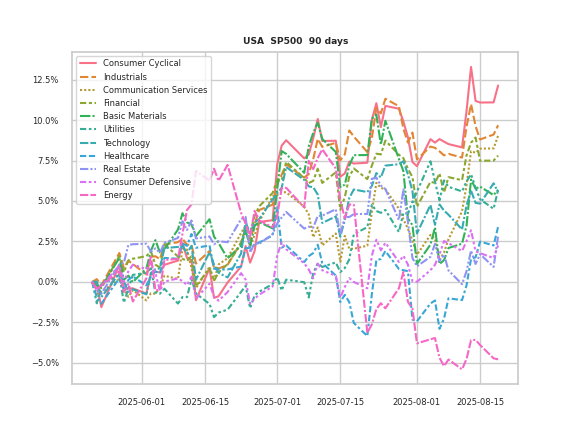 USA  SP500  90 days
Consumer Cyclical
Industrials
Communication Services
Financial
Basic Materials
Utilities
Technology
Healthcare
Real Estate
Consumer Defensive
Energy
12.5%
10.0%
7.5%
5.0%
2.5%
0.0%
−2.5%
−5.0%
2025-06-01
2025-06-15
2025-07-01
2025-07-15
2025-08-01
2025-08-15